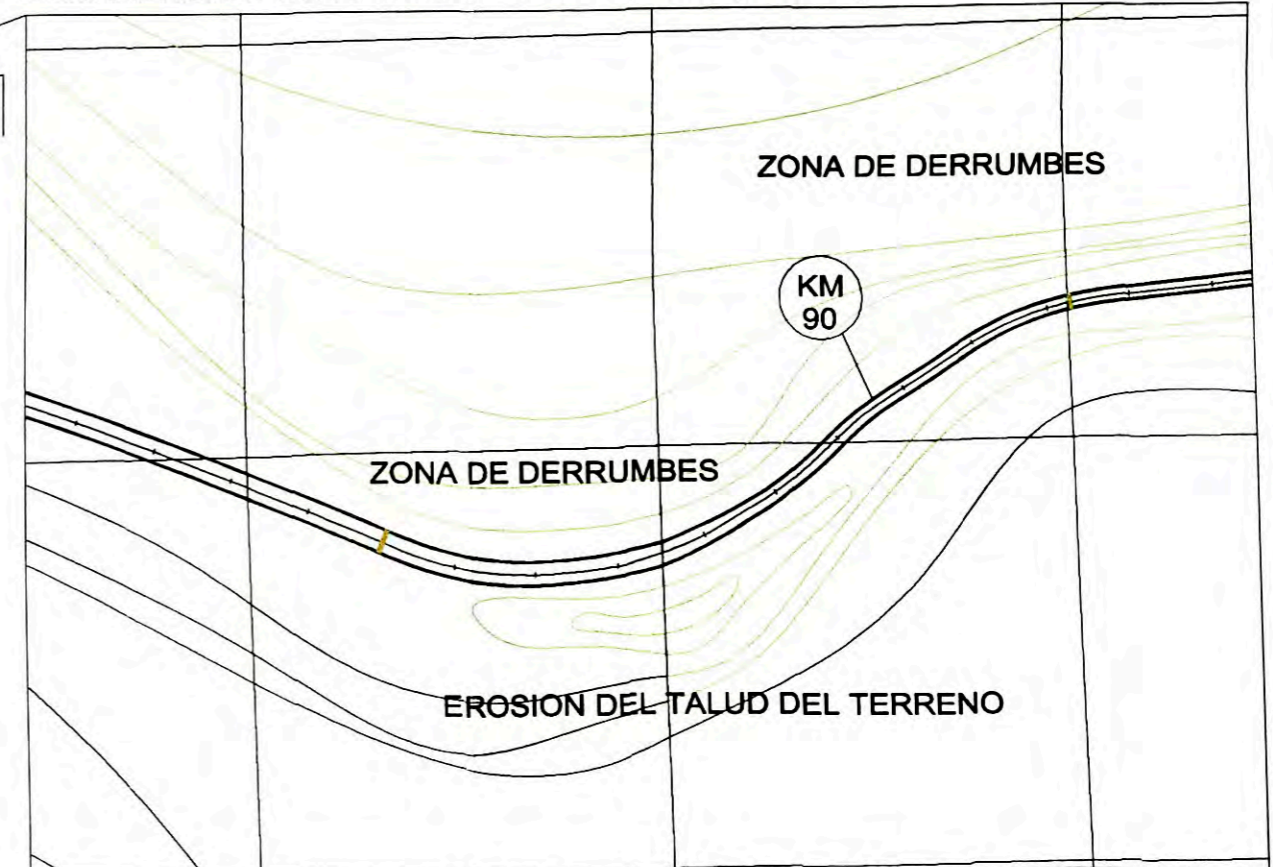 ZONA DE DERRUMBES
KM
90
ZONA DE DERRUMBES
EROSION DEL TALUD DEL TERRENO